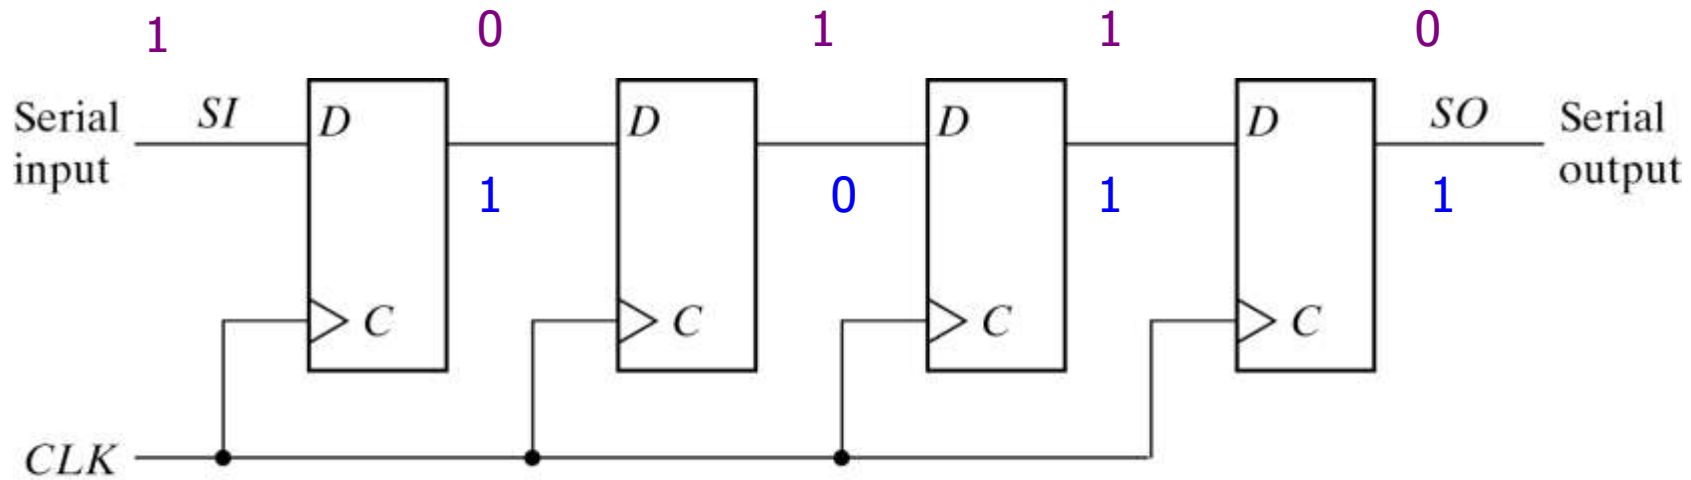 1 0 1 1 0
Serial input
SI
D
D
D
D
SO
Serial output
1 0 1 1
C
C
C
C
CLK